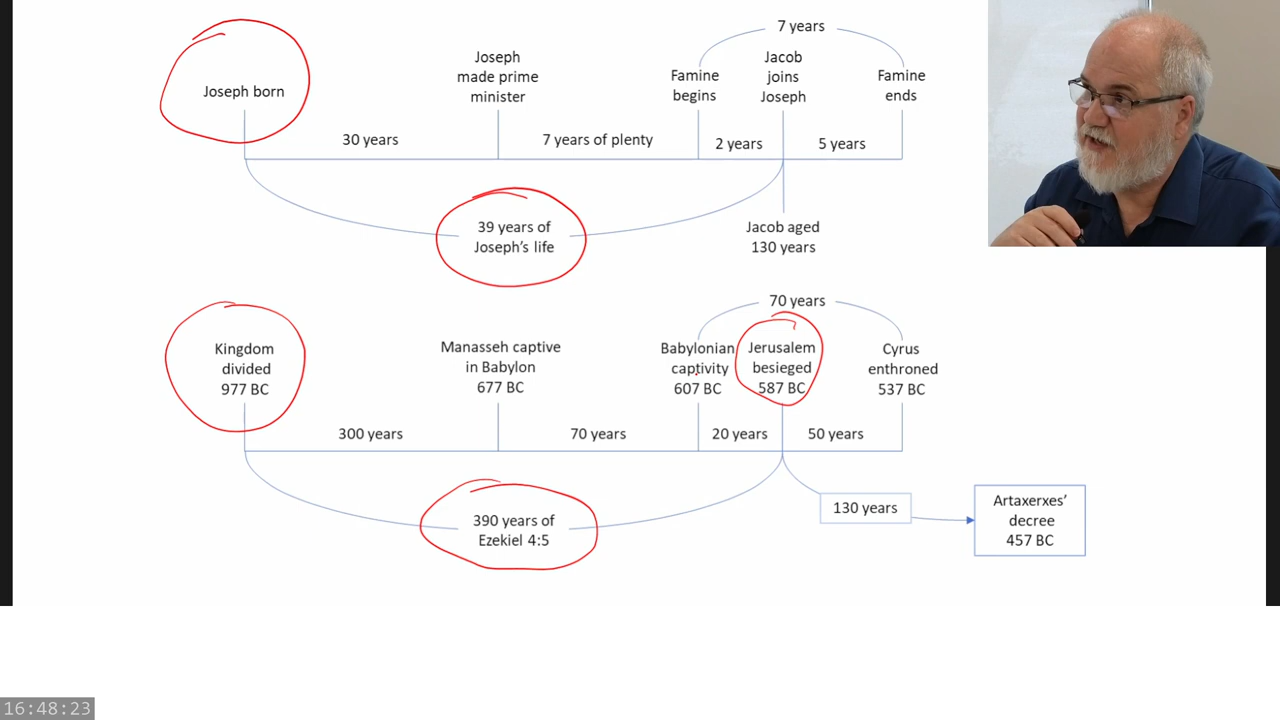 7 years
Joseph born
Joseph
made prime
minister
Famine
begins
Jacob
joins
Joseph
Famine
ends
30 years
7 years of plenty
2 years
5 years
39 years of
Joseph's life
Jacob aged
130 years
70 years
Kingdom
divided
977 BC
Manasseh captive
in Babylon
677 BC
Babylonian
captivity
607 BC
Jerusalem
besieged
587 BC
Cyrus
enthroned
537 BC
300 years
70 years
20 years
50 years
390 years of
Ezekiel 4:5
130 years
Artaxerxes'
decree
457 BC
16:48:23